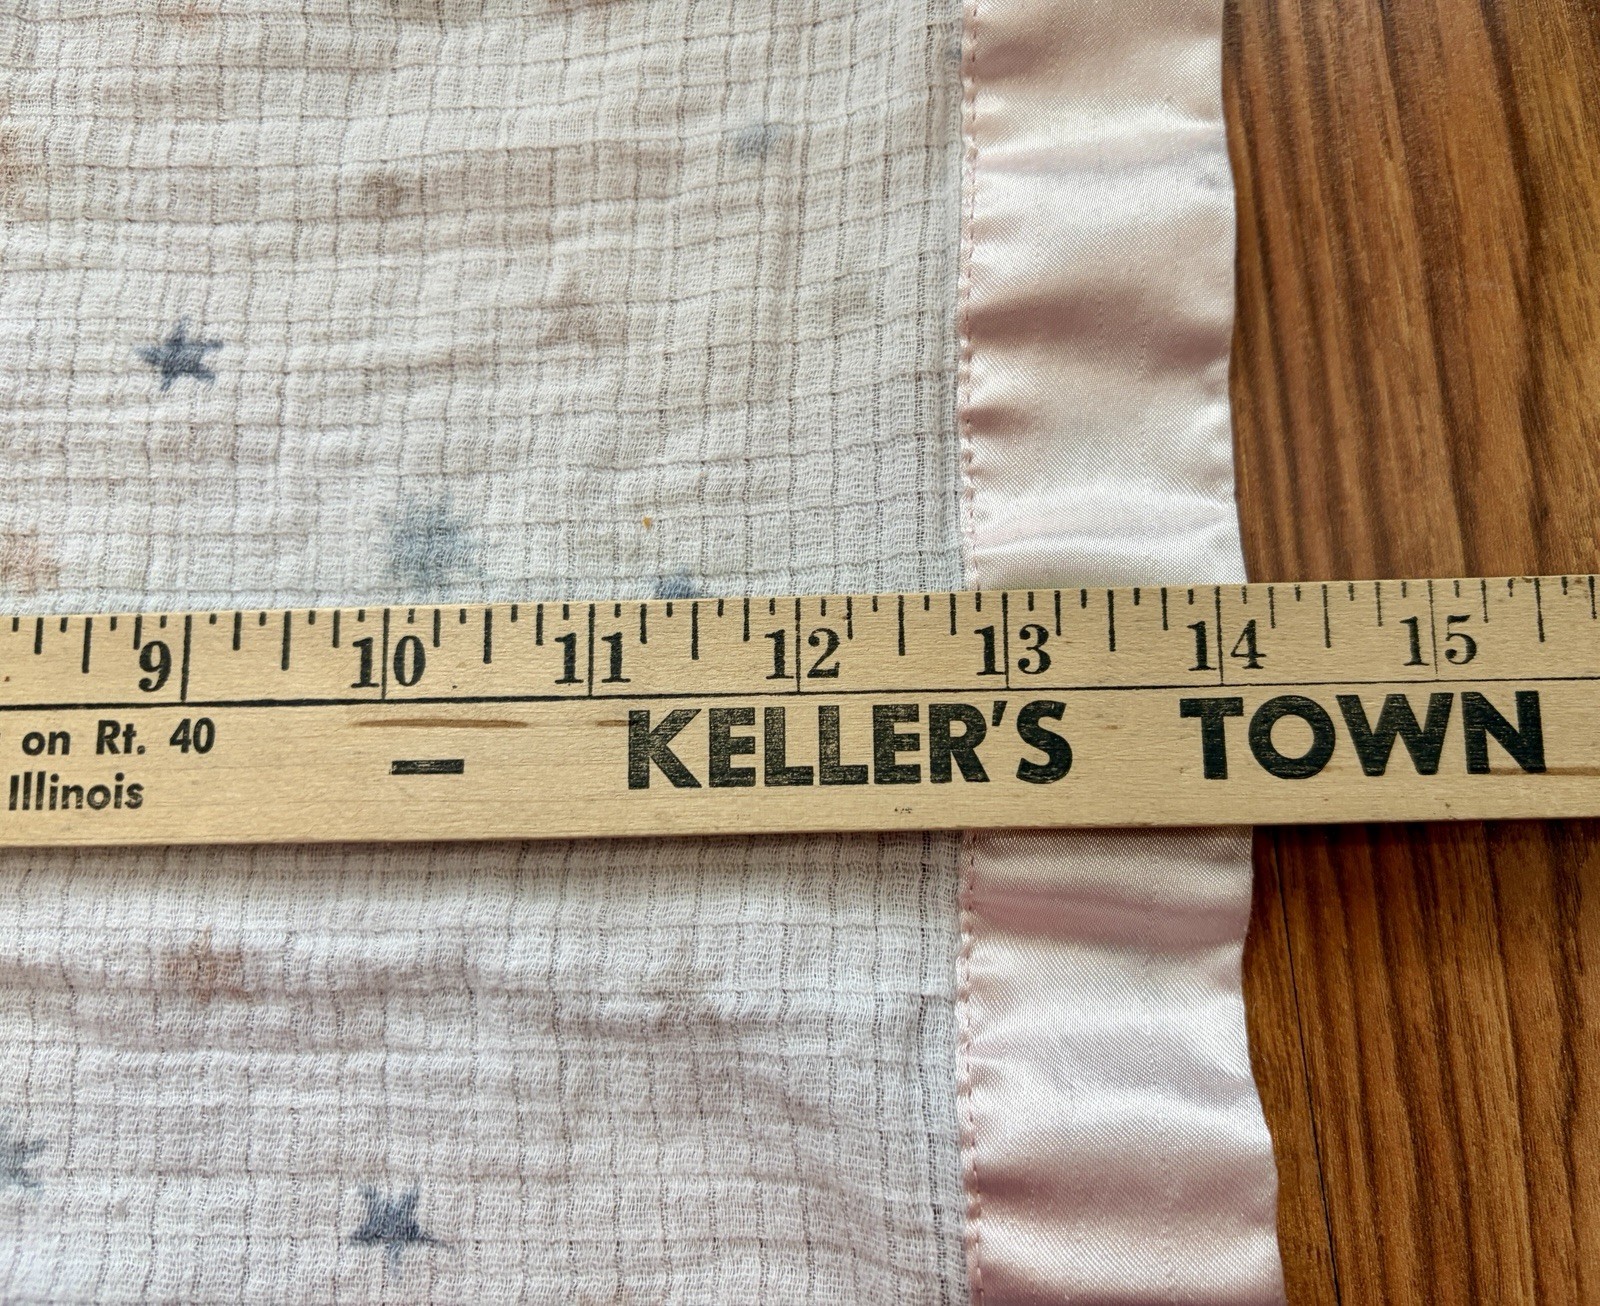 9 10 11 12 13 14 15
on Rt. 40 — KELLER'S TOWN
Illinois